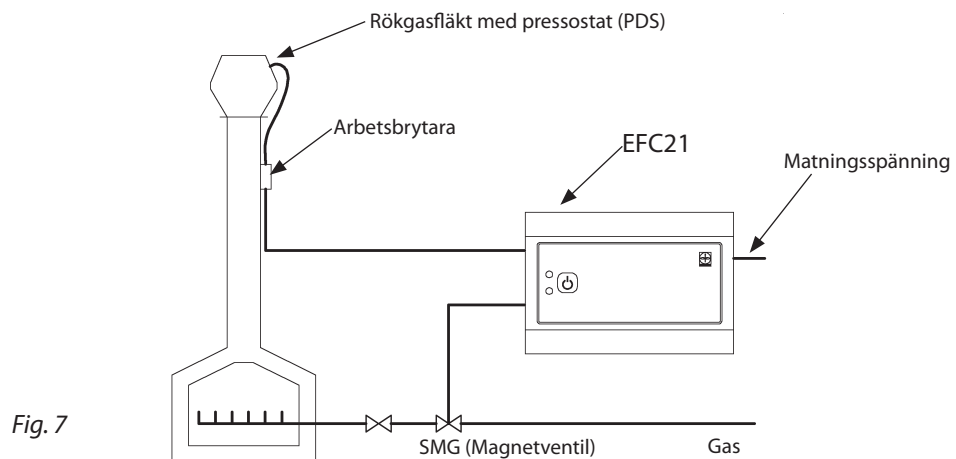 Rökgasfläkt med pressostat (PDS)
Arbetsbrytara
EFC21
Matningsspänning
Fig. 7
SMG (Magnetventil)
Gas